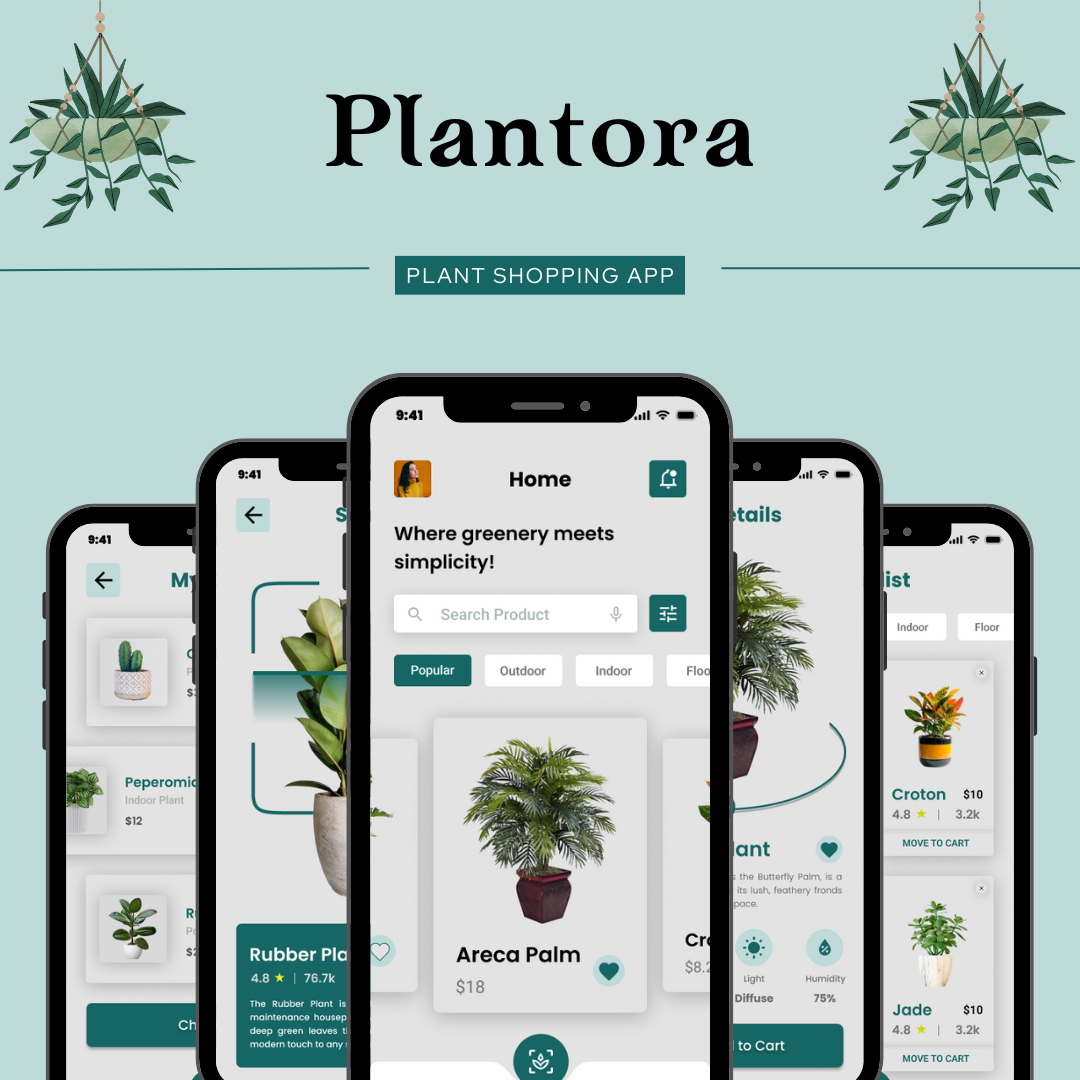 Plantora
PLANT SHOPPING APP
9:41
Home
Where greenery meets
simplicity!
Search Product
Popular
Outdoor
Indoor
Floo
Areca Palm
$18
Cro
$8.2
9:41
S
Rubber Pla
4.8 ★ | 76.7k
The Rubber Plant is
maintenance housep
deep green leaves t
modern touch to any
9:41
My
Peperomia
Indoor Plant
$12
R
Ch
etails
lant
s the Butterfly Palm, is a
its lush, feathery fronds
pace.
Light
Diffuse
Humidity
75%
to Cart
list
Indoor
Floor
Croton
$10
4.8 ★ | 3.2k
MOVE TO CART
Jade
$10
4.8 ★ | 3.2k
MOVE TO CART